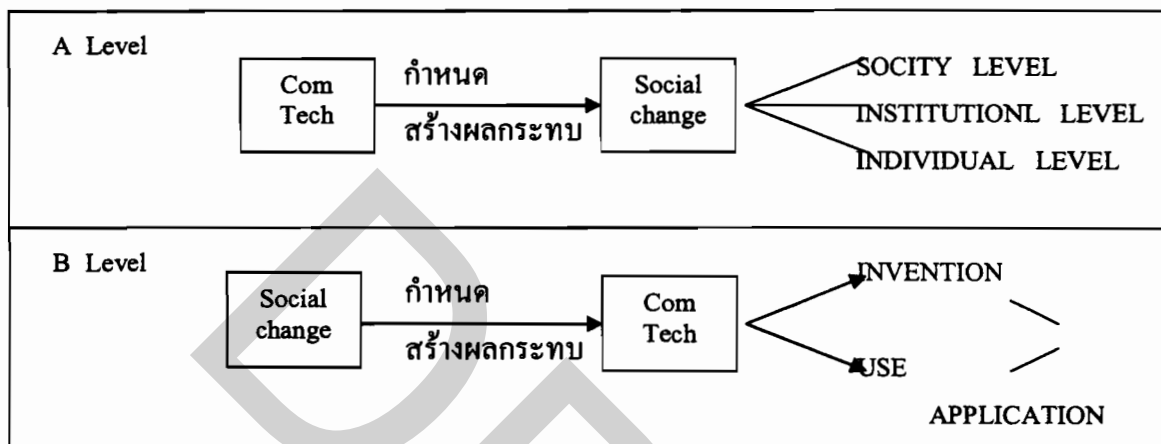 A Level
Com
Tech
กำหนด
สร้างผลกระทบ
Social
change
SOCITY LEVEL
INSTITUTIONL LEVEL
INDIVIDUAL LEVEL
B Level
Social
change
กำหนด
สร้างผลกระทบ
Com
Tech
INVENTION
USE
APPLICATION